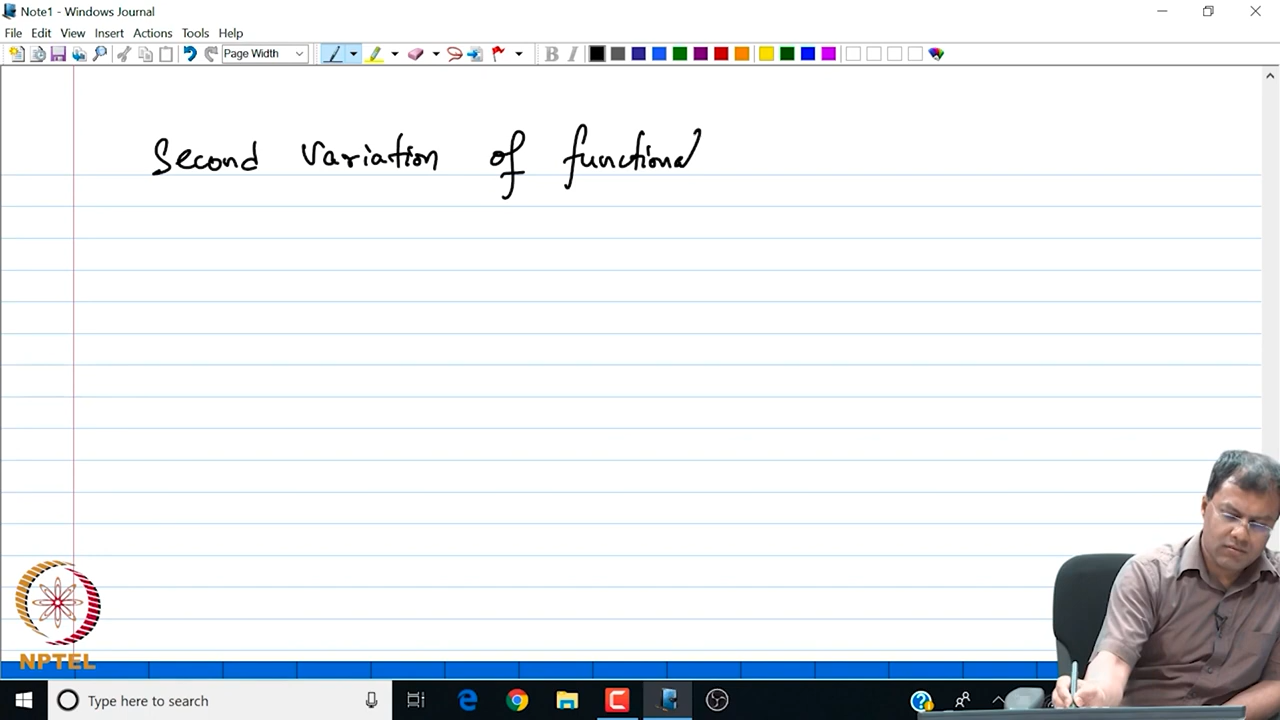 Note1 - Windows Journal
File Edit View Insert Actions Tools Help
Page Width
B I
Second Variation of functional
NPTEL
Type here to search